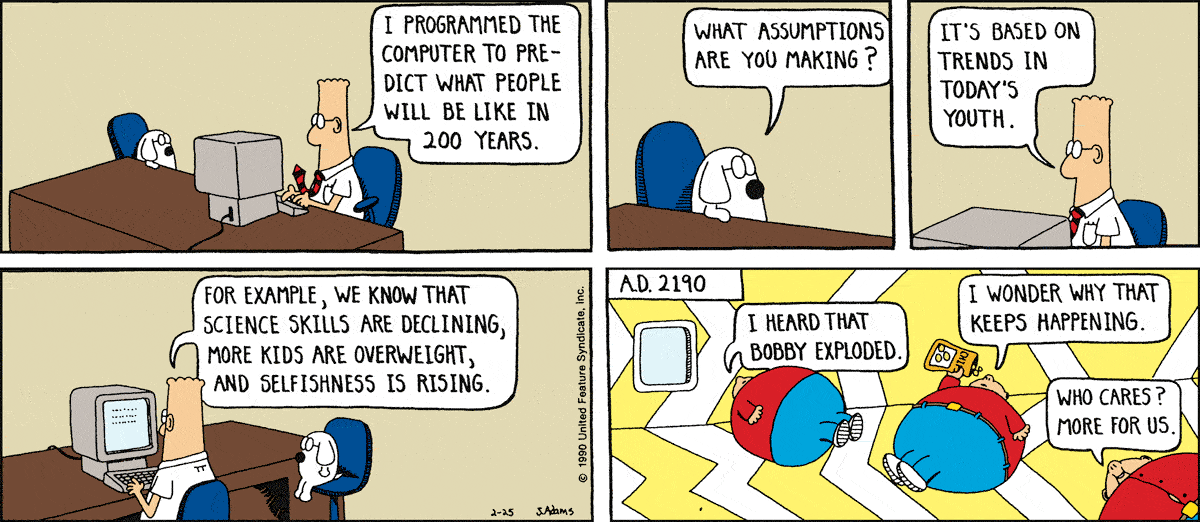 I PROGRAMMED THE
COMPUTER TO PRE-
DICT WHAT PEOPLE
WILL BE LIKE IN
200 YEARS.
WHAT ASSUMPTIONS
ARE YOU MAKING?
IT'S BASED ON
TRENDS IN
TODAY'S
YOUTH.
FOR EXAMPLE, WE KNOW THAT
SCIENCE SKILLS ARE DECLINING,
MORE KIDS ARE OVERWEIGHT,
AND SELFISHNESS IS RISING.
© 1990 United Feature Syndicate, Inc.
2-25 S.Adams
A.D. 2190
I HEARD THAT
BOBBY EXPLODED.
I WONDER WHY THAT
KEEPS HAPPENING.
WHO CARES?
MORE FOR US.